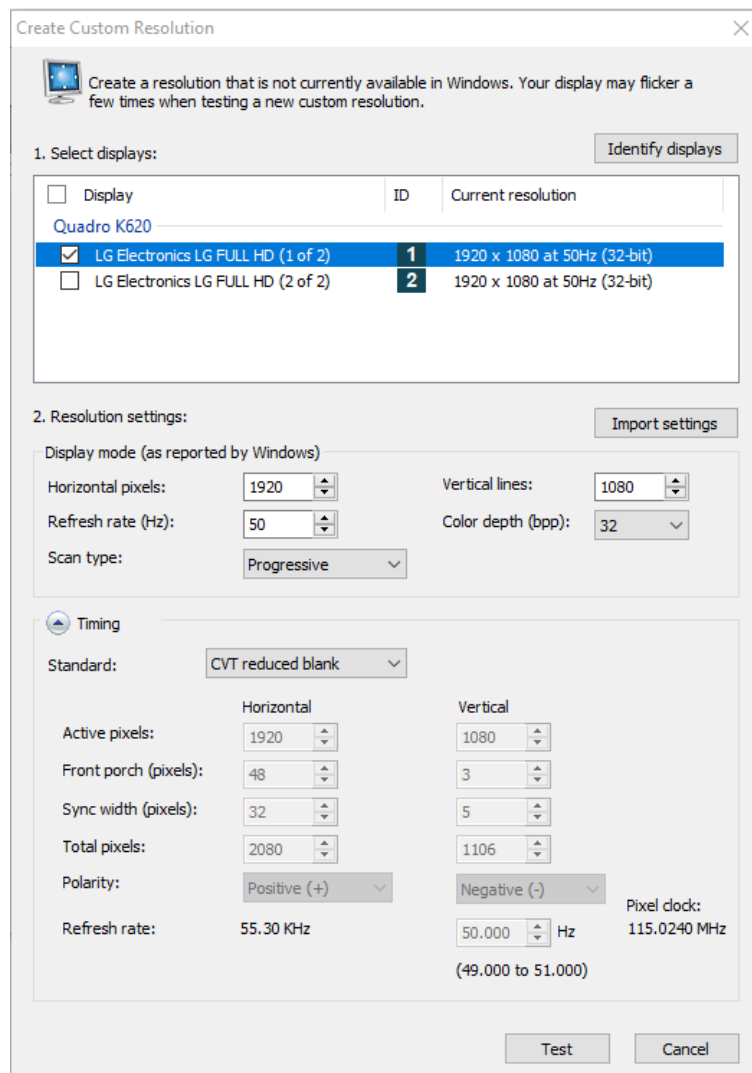 Create Custom Resolution
Create a resolution that is not currently available in Windows. Your display may flicker a
few times when testing a new custom resolution.
1. Select displays:
Identify displays
Display ID Current resolution
Quadro K620
LG Electronics LG FULL HD (1 of 2) 1 1920 x 1080 at 50Hz (32-bit)
LG Electronics LG FULL HD (2 of 2) 2 1920 x 1080 at 50Hz (32-bit)
2. Resolution settings:
Import settings
Display mode (as reported by Windows)
Horizontal pixels: 1920 Vertical lines: 1080
Refresh rate (Hz): 50 Color depth (bpp): 32
Scan type: Progressive
Timing
Standard: CVT reduced blank
Horizontal Vertical
Active pixels: 1920 1080
Front porch (pixels): 48 3
Sync width (pixels): 32 5
Total pixels: 2080 1106
Polarity: Positive (+) Negative (-)
Pixel clock:
Refresh rate: 55.30 KHz 50.000 Hz 115.0240 MHz
(49.000 to 51.000)
Test Cancel